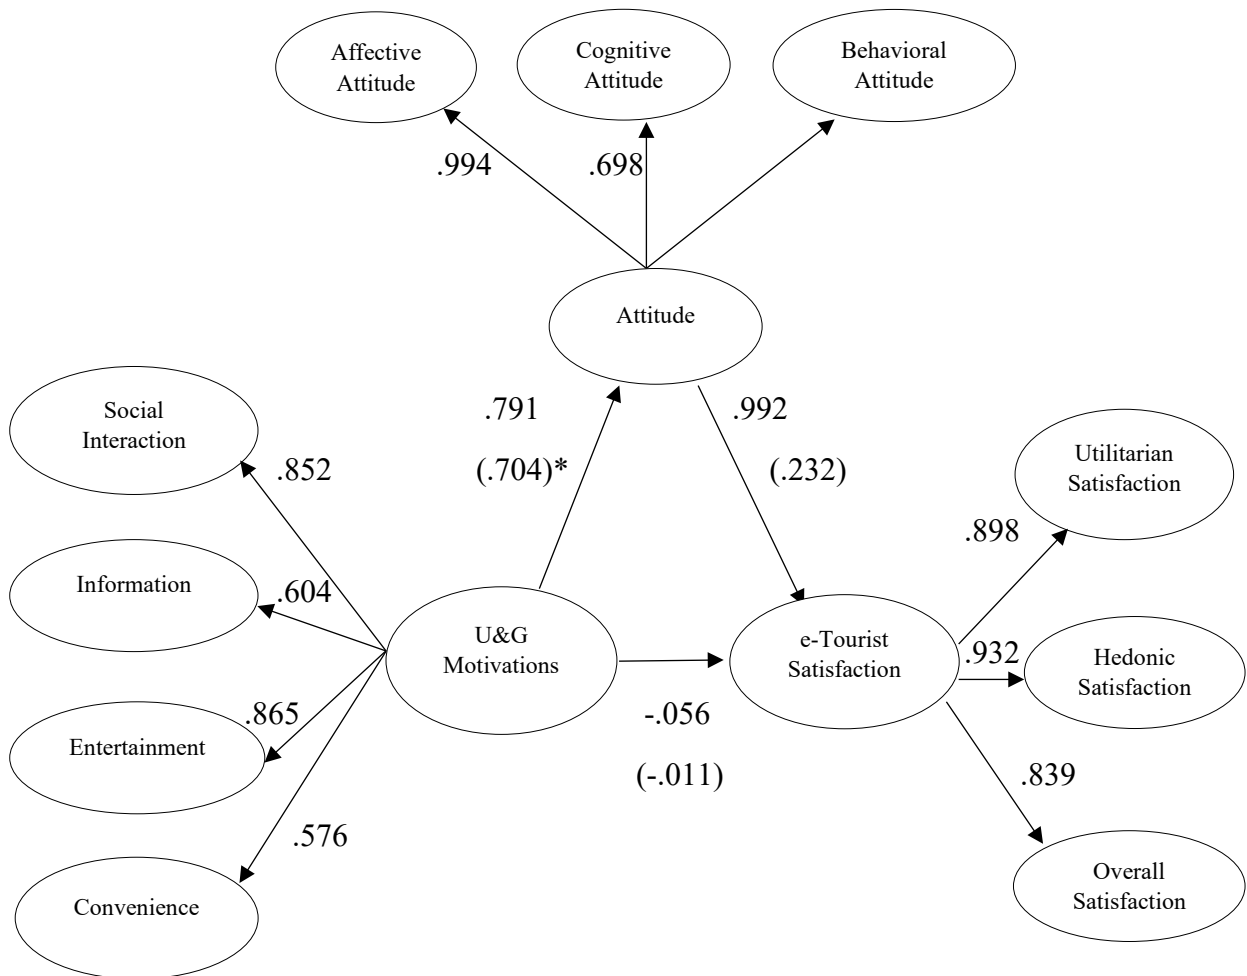 Affective
Attitude
Cognitive
Attitude
Behavioral
Attitude
.994
.698
Attitude
.791
(.704)*
.992
(.232)
Social
Interaction
.852
Utilitarian
Satisfaction
.898
Information
.604
U&G
Motivations
e-Tourist
Satisfaction
.932
Hedonic
Satisfaction
-.056
(-.011)
Entertainment
.865
.839
Convenience
.576
Overall
Satisfaction